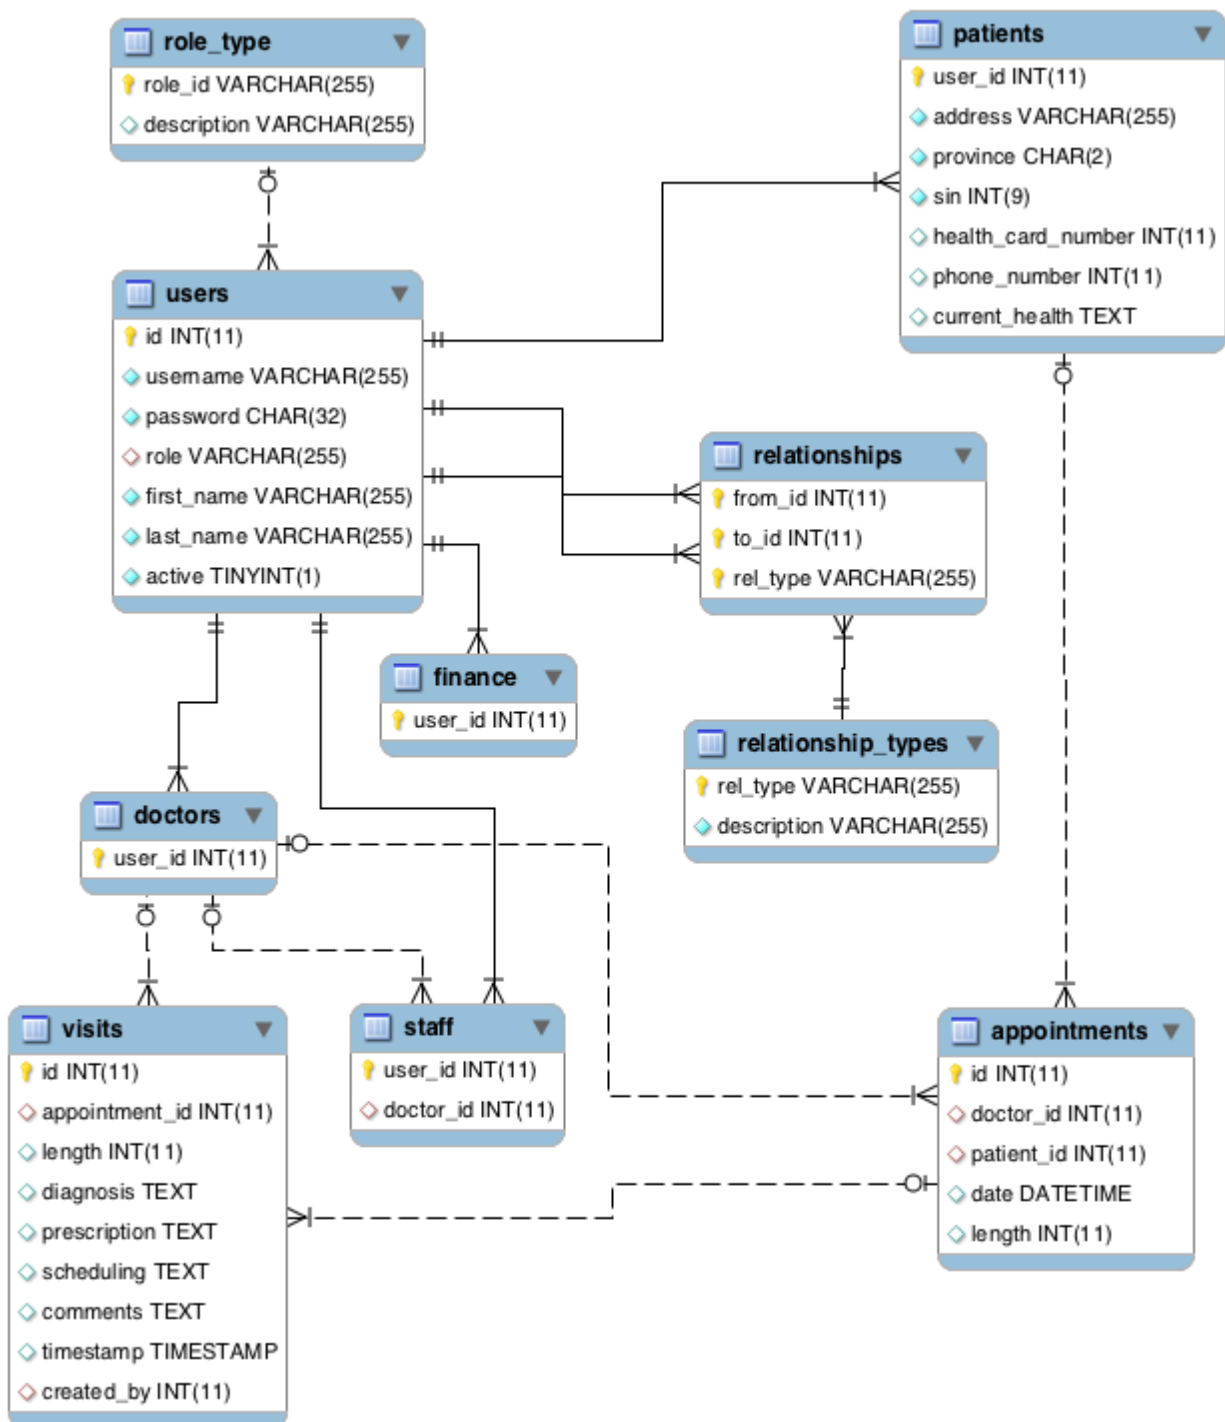 role_type
role_id VARCHAR(255)
description VARCHAR(255)
patients
user_id INT(11)
address VARCHAR(255)
province CHAR(2)
sin INT(9)
health_card_number INT(11)
phone_number INT(11)
current_health TEXT
users
id INT(11)
username VARCHAR(255)
password CHAR(32)
role VARCHAR(255)
first_name VARCHAR(255)
last_name VARCHAR(255)
active TINYINT(1)
relationships
from_id INT(11)
to_id INT(11)
rel_type VARCHAR(255)
finance
user_id INT(11)
relationship_types
rel_type VARCHAR(255)
description VARCHAR(255)
doctors
user_id INT(11)
visits
id INT(11)
appointment_id INT(11)
length INT(11)
diagnosis TEXT
prescription TEXT
scheduling TEXT
comments TEXT
timestamp TIMESTAMP
created_by INT(11)
staff
user_id INT(11)
doctor_id INT(11)
appointments
id INT(11)
doctor_id INT(11)
patient_id INT(11)
date DATETIME
length INT(11)